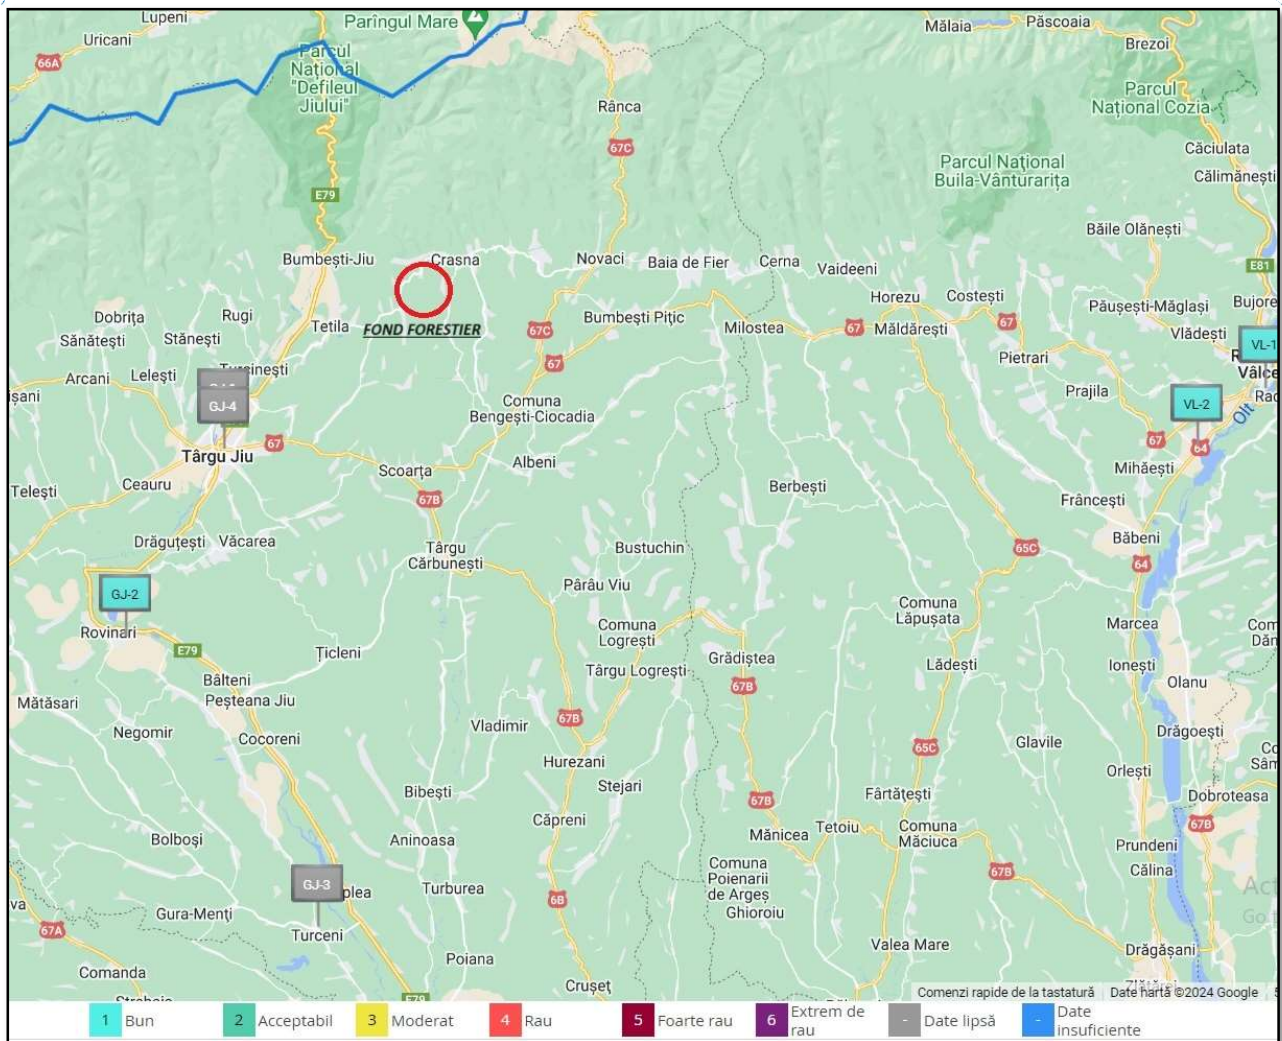 Lupeni
Parîngul Mare
Mălaia
Păscoaia
Uricani
Brezoi
66A
Parcul
Național
"Defileul
Jiului"
Parcul
Național Cozia
Rânca
67C
Căciulata
Parcul Național
Buila-Vânturarița
Călimănești
E79
Băile Olănești
Bumbești-Jiu
Crasna
Novaci
Baia de Fier
Cerna
Vaideeni
E81
Horezu
Costești
Păușești-Măglași
Dobrița
Rugi
Tetila
FOND FORESTIER
67C
Bumbești Pițic
Milostea
67
Măldărești
67
Vlădești
Sănătești
Stănești
VL-1
67
Pietrari
Arcani
Lelești
Prajila
GJ-4
Comuna
Bengești-Ciocadia
VL-2
Olt
67
67
64
Târgu Jiu
Scoarța
Albeni
Mihăești
Telești
Ceauru
67B
Berbești
Frâncești
Drăguțești
Văcarea
Târgu
Cărbunești
Bustuchin
65C
Băbeni
64
GJ-2
Pârâu Viu
Comuna
Lăpușata
Rovinari
Comuna
Logrești
Marcea
E79
Țicleni
Grădiștea
Lădești
Ionești
Bâlteni
Târgu Logrești
67B
Olanu
Mătăsari
Peșteana Jiu
Negomir
Cocoreni
Vladimir
67B
65C
Glavile
Drăgoești
Hurezani
Orlești
Bibești
Stejari
67B
Fârtățești
Dobroteasa
Căpreni
67B
Bolboși
Aninoasa
Mănicea
Tetoiu
Comuna
Măciuca
Prundeni
GJ-3
Turburea
Comuna
Poienarii
de Argeș
67B
Călina
6B
Gura-Menți
Ghioroiu
67A
Turceni
Valea Mare
Drăgășani
Comanda
Poiana
Crușeț
E79
Comenzi rapide de la tastatură
Date hartă ©2024 Google
1 Bun
2 Acceptabil
3 Moderat
4 Rau
5 Foarte rau
6 Extrem de
rau
- Date lipsă
- Date
insuficiente